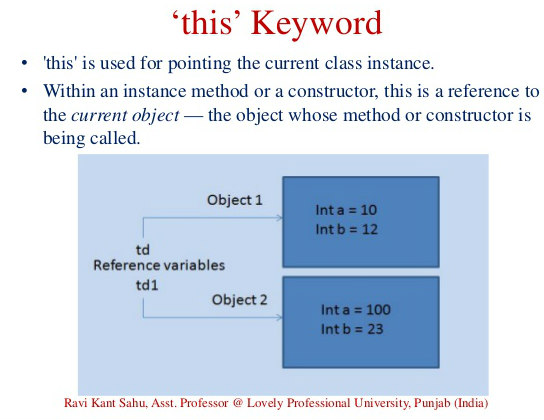 ‘this’ Keyword
• 'this' is used for pointing the current class instance.
• Within an instance method or a constructor, this is a reference to
the current object — the object whose method or constructor is
being called.
Object 1
Int a = 10
Int b = 12
td
Reference variables
td1
Object 2
Int a = 100
Int b = 23
Ravi Kant Sahu, Asst. Professor @ Lovely Professional University, Punjab (India)